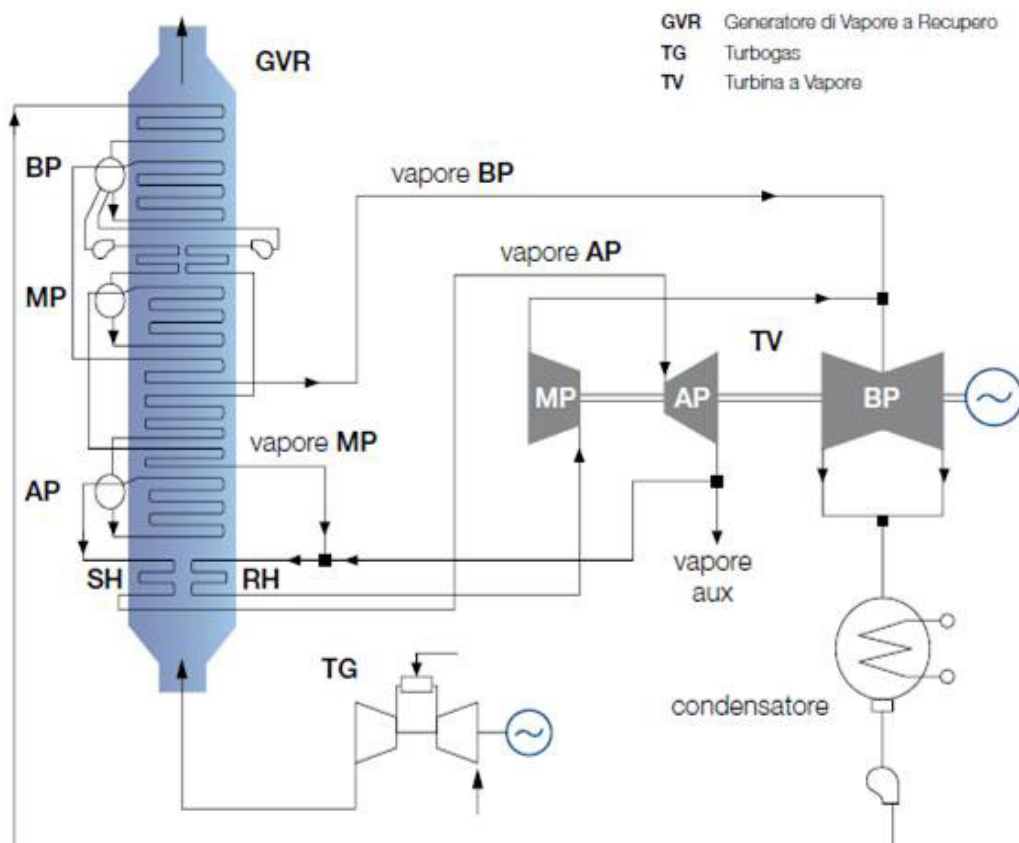 GVR Generatore di Vapore a Recupero
TG Turbogas
TV Turbina a Vapore
GVR
BP
vapore BP
vapore AP
MP
TV
MP
AP
BP
vapore MP
AP
SH
RH
vapore
aux
TG
condensatore